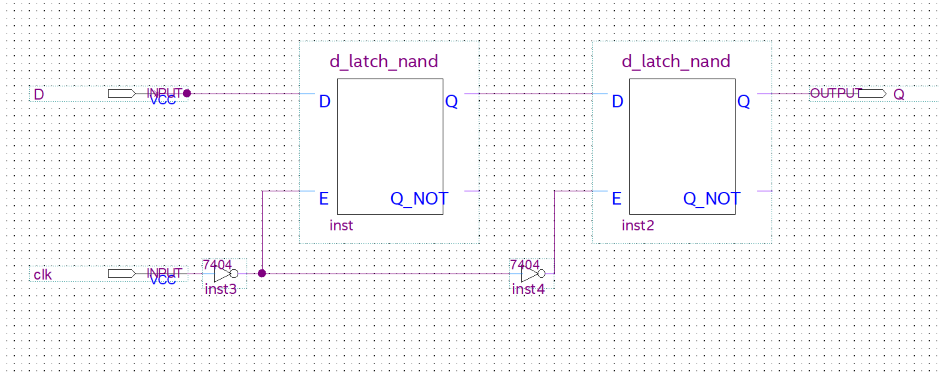 d_latch_nand
d_latch_nand
D
INPUT
VCC
D
Q
D
Q
OUTPUT
Q
E
Q_NOT
E
Q_NOT
inst
inst2
clk
INPUT
VCC
7404
inst3
7404
inst4